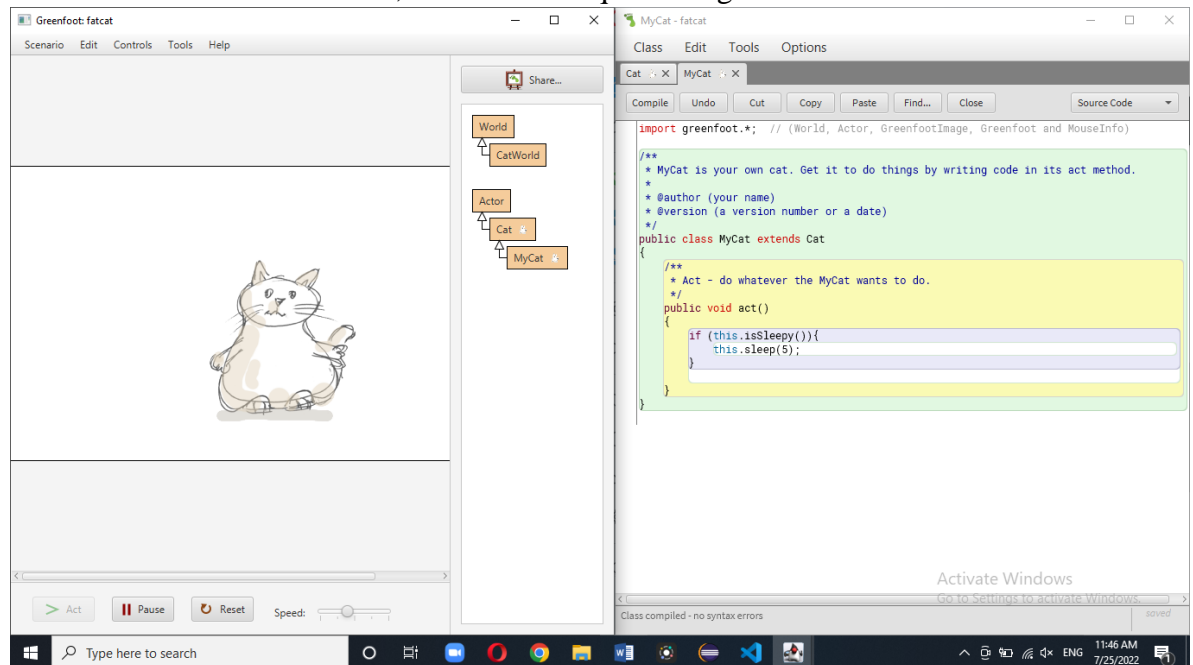 Greenfoot: fatcat
Scenario Edit Controls Tools Help
Share...
World
CatWorld
Actor
Cat
MyCat
> Act Pause Reset Speed:
MyCat - fatcat
Class Edit Tools Options
Cat X MyCat X
Compile Undo Cut Copy Paste Find... Close Source Code
import greenfoot.*; // (World, Actor, GreenfootImage, Greenfoot and MouseInfo)
/**
* MyCat is your own cat. Get it to do things by writing code in its act method.
*
* @author (your name)
* @version (a version number or a date)
*/
public class MyCat extends Cat
{
/**
* Act - do whatever the MyCat wants to do.
*/
public void act()
{
if (this.isSleepy()){
this.sleep(5);
}
}
}
Activate Windows
Go to Settings to activate Windows.
Class compiled - no syntax errors saved
Type here to search ENG 11:46 AM
7/25/2022